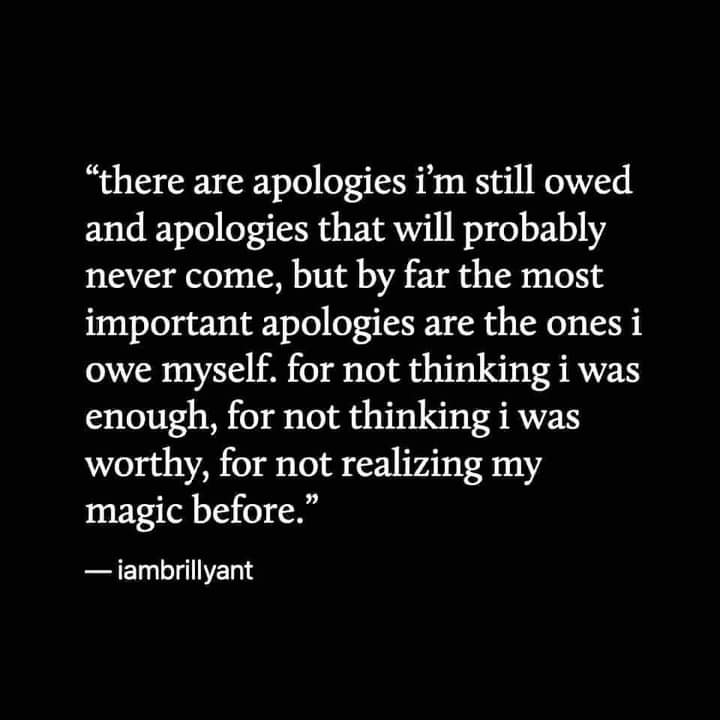 “there are apologies i’m still owed
and apologies that will probably
never come, but by far the most
important apologies are the ones i
owe myself. for not thinking i was
enough, for not thinking i was
worthy, for not realizing my
magic before.”
— iambrillyant